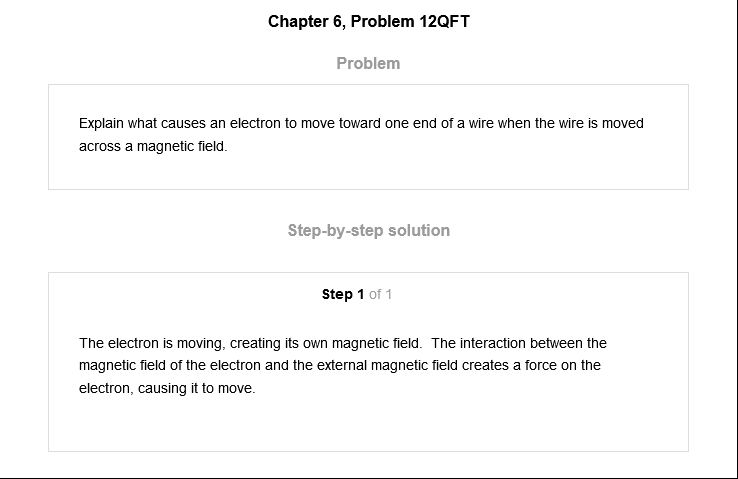 Chapter 6, Problem 12QFT
Problem
Explain what causes an electron to move toward one end of a wire when the wire is moved
across a magnetic field.
Step-by-step solution
Step 1 of 1
The electron is moving, creating its own magnetic field.  The interaction between the
magnetic field of the electron and the external magnetic field creates a force on the
electron, causing it to move.